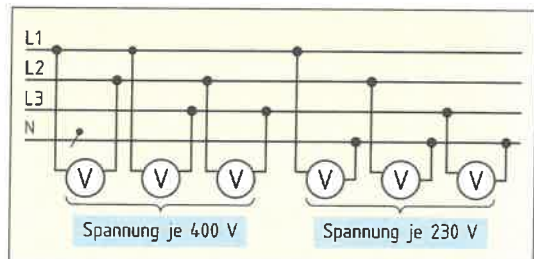 L1
L2
L3
N
V V V V V V
Spannung je 400 V Spannung je 230 V